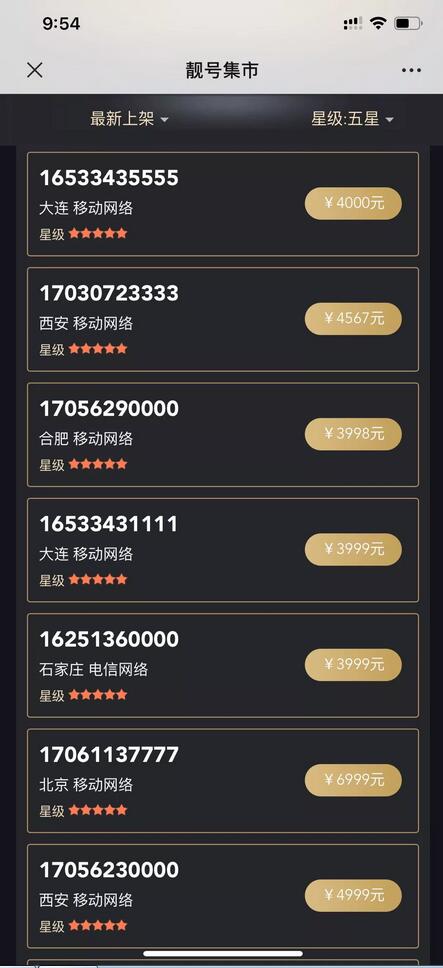 9:54
靓号集市
最新上架 星级:五星
16533435555
大连 移动网络
¥4000元
星级
17030723333
西安 移动网络
¥4567元
星级
17056290000
合肥 移动网络
¥3998元
星级
16533431111
大连 移动网络
¥3999元
星级
16251360000
石家庄 电信网络
¥3999元
星级
17061137777
北京 移动网络
¥6999元
星级
17056230000
西安 移动网络
¥4999元
星级